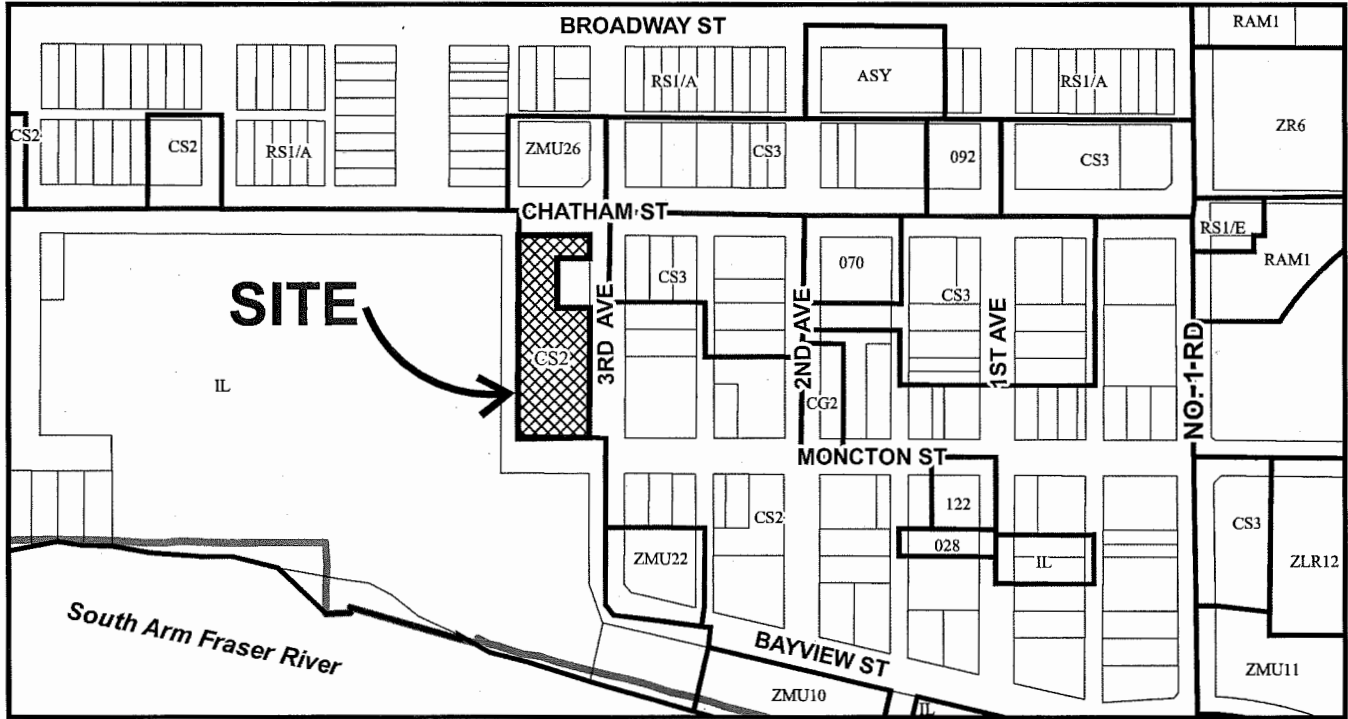 BROADWAY ST
RAM1
RS1/A
ASY
RS1/A
CS2
CS2
RS1/A
ZMU26
CS3
092
CS3
ZR6
CHATHAM ST
RS1/E
RAM1
SITE
CS3
070
CS3
3RD AVE
2ND AVE
1ST AVE
NO. 1 RD
CS2
IL
CG2
MONCTON ST
CS2
122
028
IL
CS3
ZLR12
ZMU22
South Arm Fraser River
BAYVIEW ST
ZMU10
IL
ZMU11